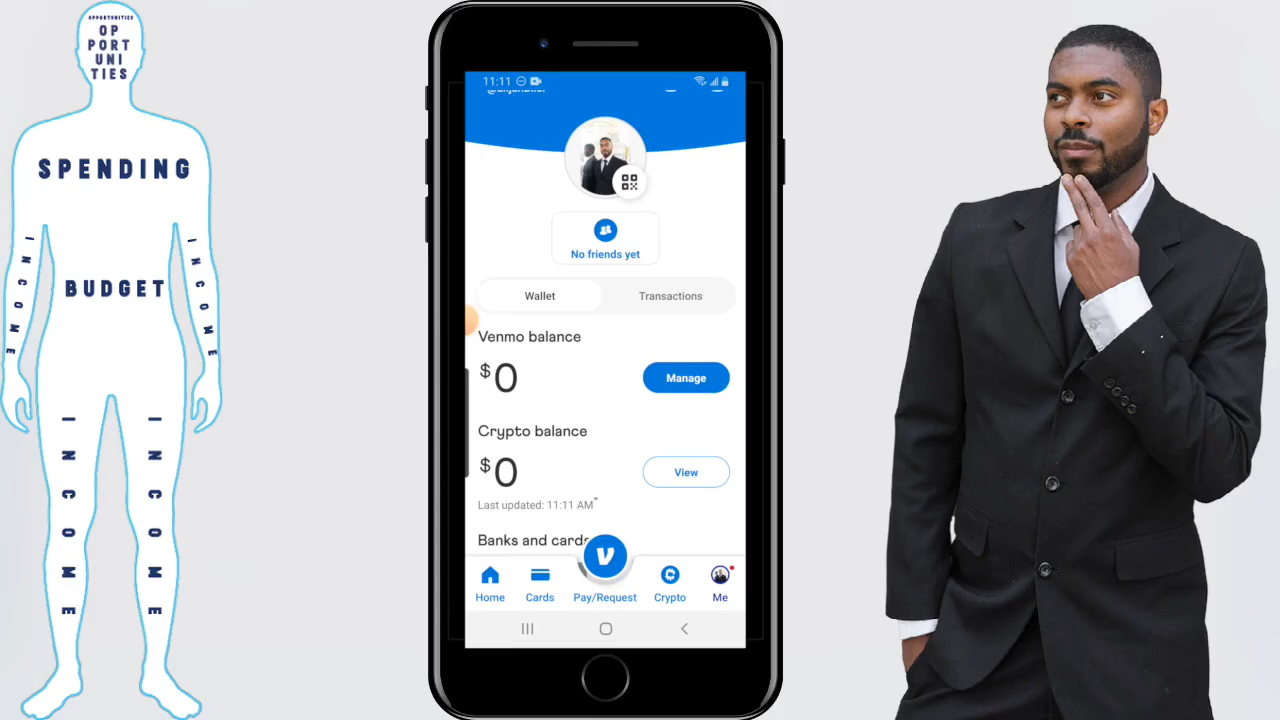 OPPORTUNITIES
OP
PORT
UNI
TIES
SPENDING
BUDGET
INCOME
INCOME
INCOME
INCOME
11:11
No friends yet
Wallet
Transactions
Venmo balance
$0
Manage
Crypto balance
$0
View
Last updated: 11:11 AM*
Banks and cards
Home
Cards
Pay/Request
Crypto
Me